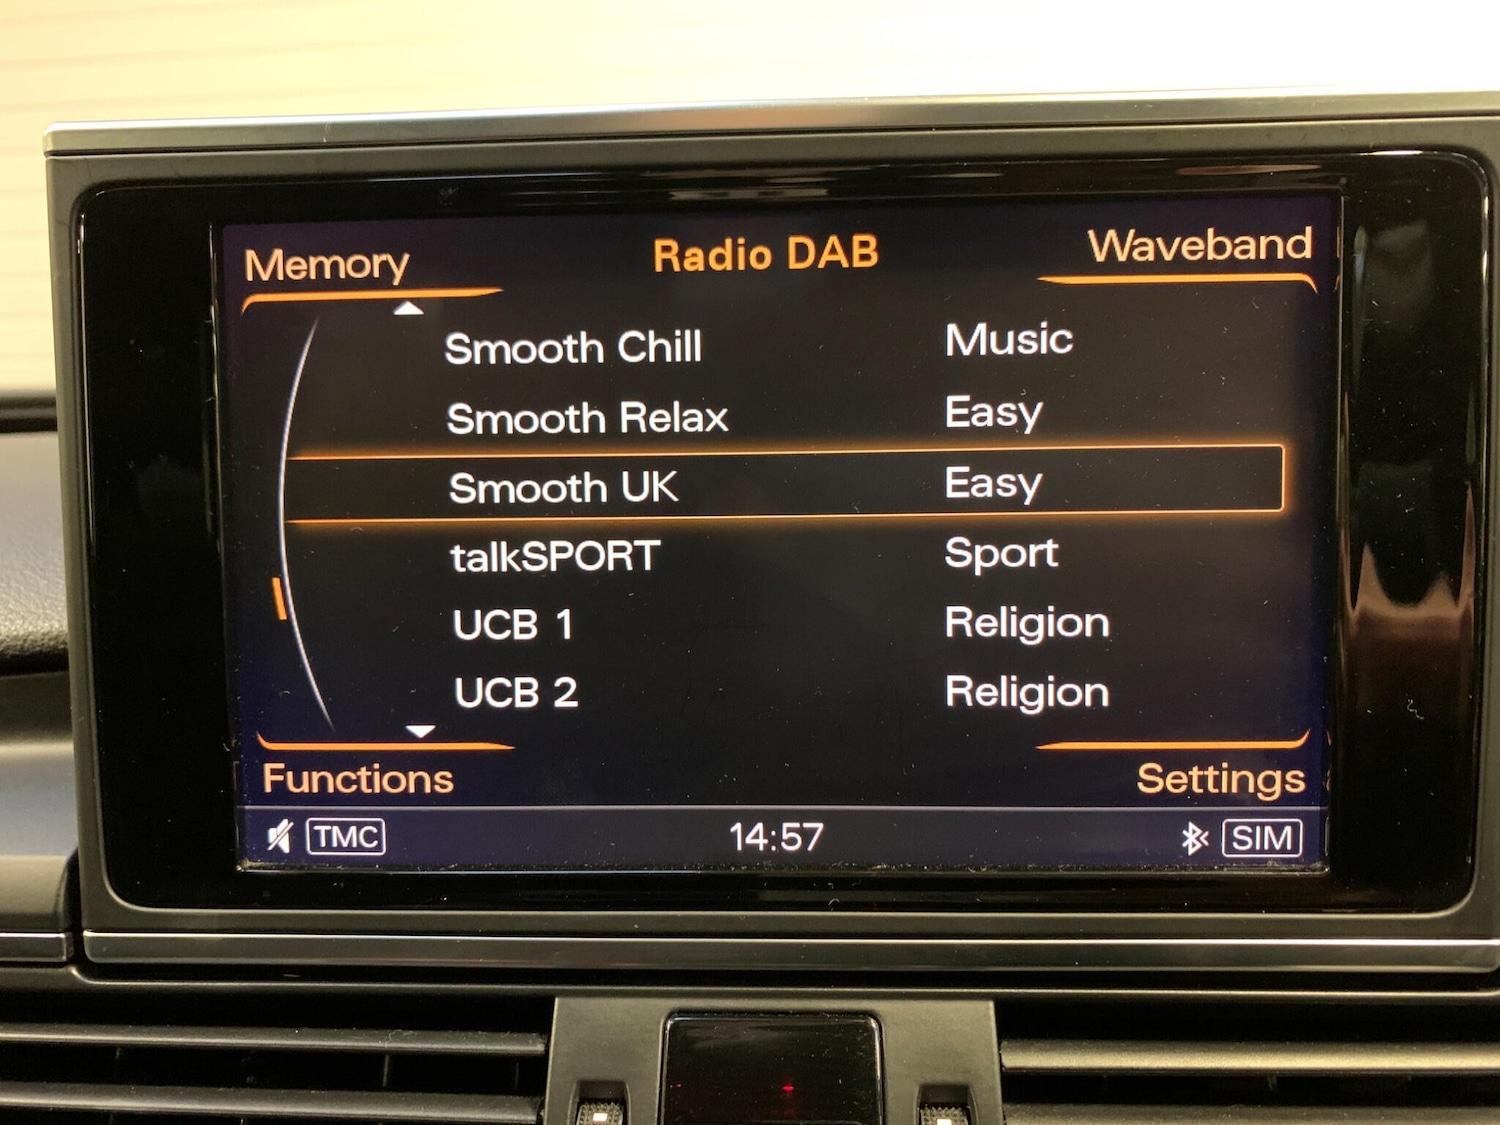 Memory Radio DAB Waveband
Smooth Chill Music
Smooth Relax Easy
Smooth UK Easy
talkSPORT Sport
UCB 1 Religion
UCB 2 Religion
Functions Settings
TMC 14:57 SIM